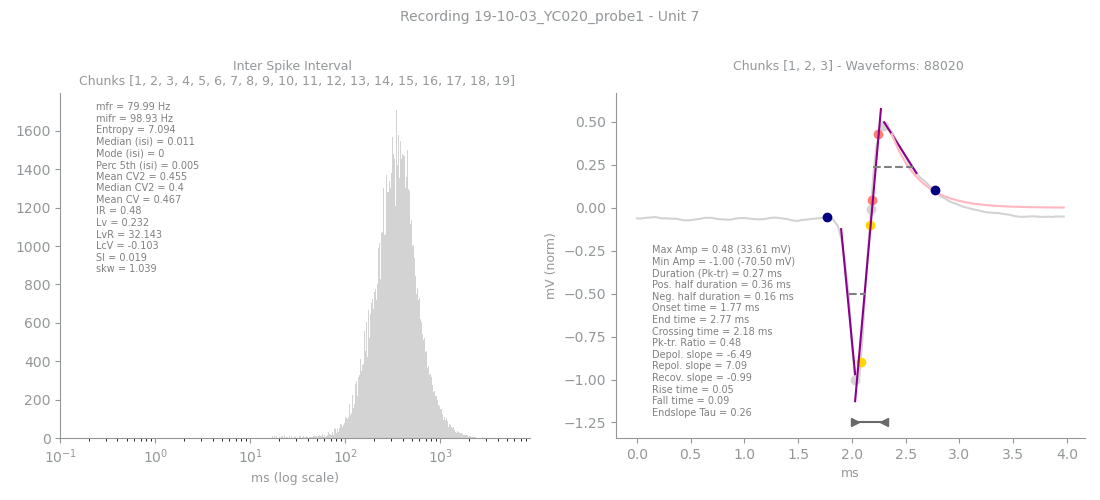 Recording 19-10-03_YC020_probe1 - Unit 7
Inter Spike Interval
Chunks [1, 2, 3, 4, 5, 6, 7, 8, 9, 10, 11, 12, 13, 14, 15, 16, 17, 18, 19]
mfr = 79.99 Hz
mifr = 98.93 Hz
Entropy = 7.094
Median (isi) = 0.011
Mode (isi) = 0
Perc 5th (isi) = 0.005
Mean CV2 = 0.455
Median CV2 = 0.4
Mean CV = 0.467
IR = 0.48
Lv = 0.232
LvR = 32.143
LcV = -0.103
SI = 0.019
skw = 1.039
1600
1400
1200
1000
800
600
400
200
0
10⁻¹ 10⁰ 10¹ 10² 10³
ms (log scale)
Chunks [1, 2, 3] - Waveforms: 88020
mV (norm)
0.50
0.25
0.00
−0.25
−0.50
−0.75
−1.00
−1.25
Max Amp = 0.48 (33.61 mV)
Min Amp = -1.00 (-70.50 mV)
Duration (Pk-tr) = 0.27 ms
Pos. half duration = 0.36 ms
Neg. half duration = 0.16 ms
Onset time = 1.77 ms
End time = 2.77 ms
Crossing time = 2.18 ms
Pk-tr. Ratio = 0.48
Depol. slope = -6.49
Repol. slope = 7.09
Recov. slope = -0.99
Rise time = 0.05
Fall time = 0.09
Endslope Tau = 0.26
0.0 0.5 1.0 1.5 2.0 2.5 3.0 3.5 4.0
ms